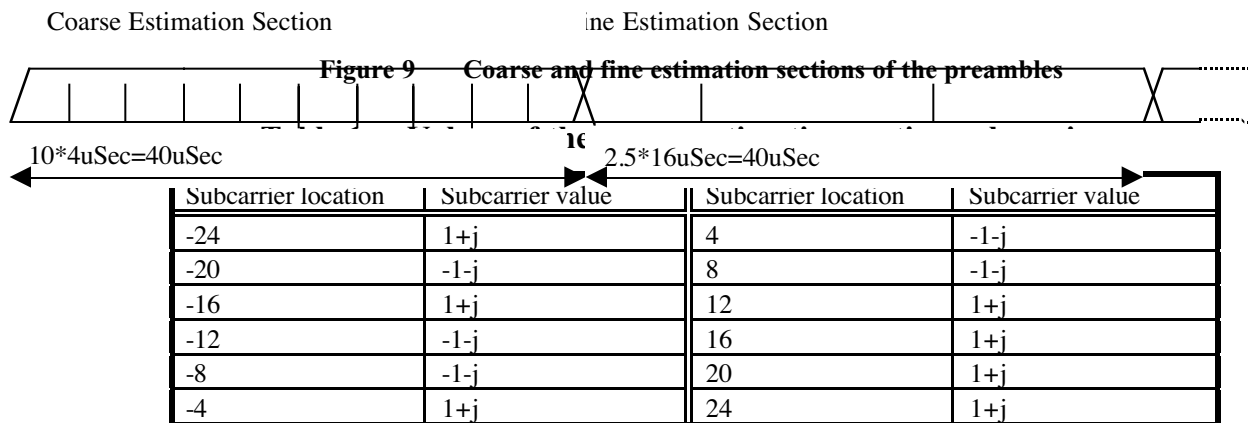 Coarse Estimation Section ine Estimation Section
Figure 9 Coarse and fine estimation sections of the preambles
10*4uSec=40uSec 2.5*16uSec=40uSec
Subcarrier location Subcarrier value Subcarrier location Subcarrier value
-24 1+j 4 -1-j
-20 -1-j 8 -1-j
-16 1+j 12 1+j
-12 -1-j 16 1+j
-8 -1-j 20 1+j
-4 1+j 24 1+j